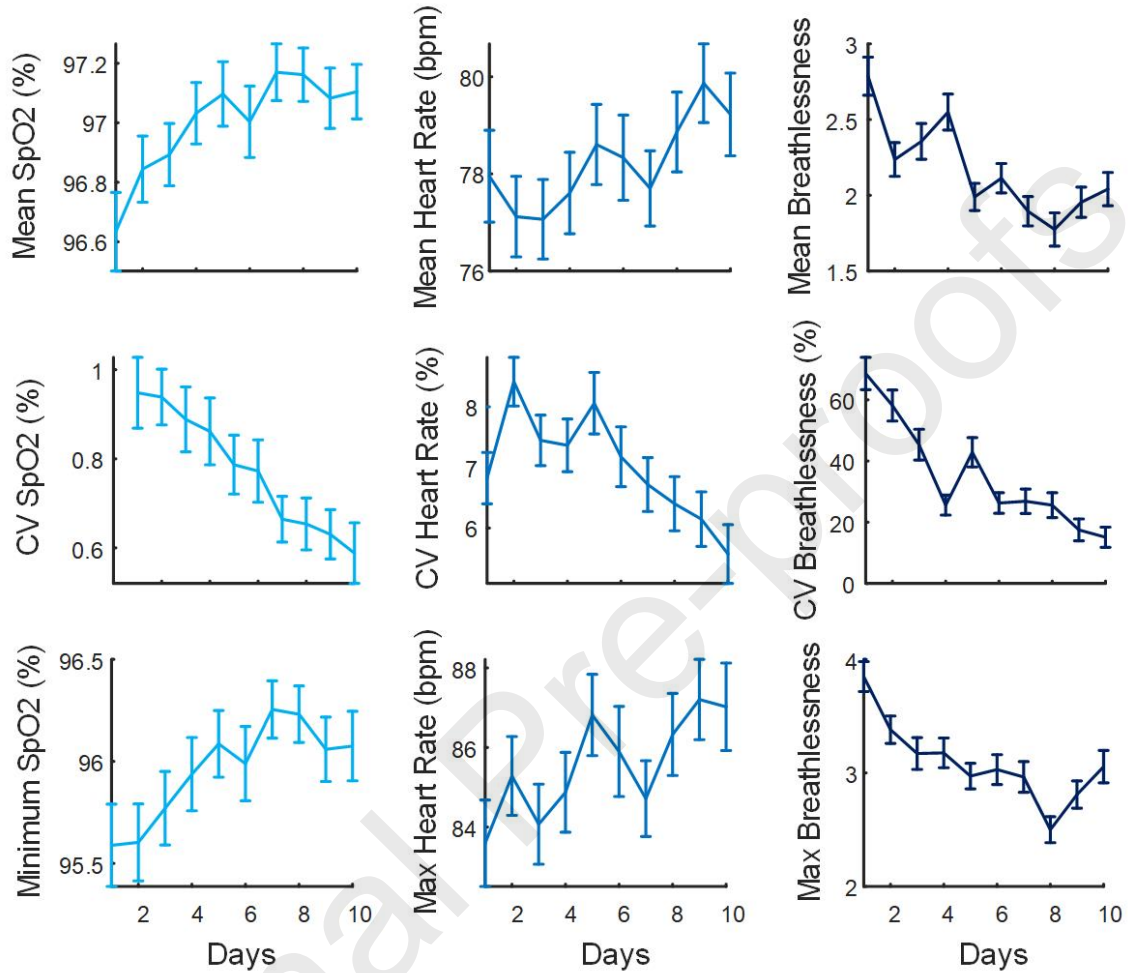 Mean SpO2 (%)
97.2
97
96.8
96.6
Mean Heart Rate (bpm)
80
78
76
Mean Breathlessness
3
2.5
2
1.5
CV SpO2 (%)
1
0.8
0.6
CV Heart Rate (%)
8
7
6
CV Breathlessness (%)
60
40
20
0
Minimum SpO2 (%)
96.5
96
95.5
2 4 6 8 10
Days
Max Heart Rate (bpm)
88
86
84
2 4 6 8 10
Days
Max Breathlessness
4
3
2
2 4 6 8 10
Days
nal Pre-proofs